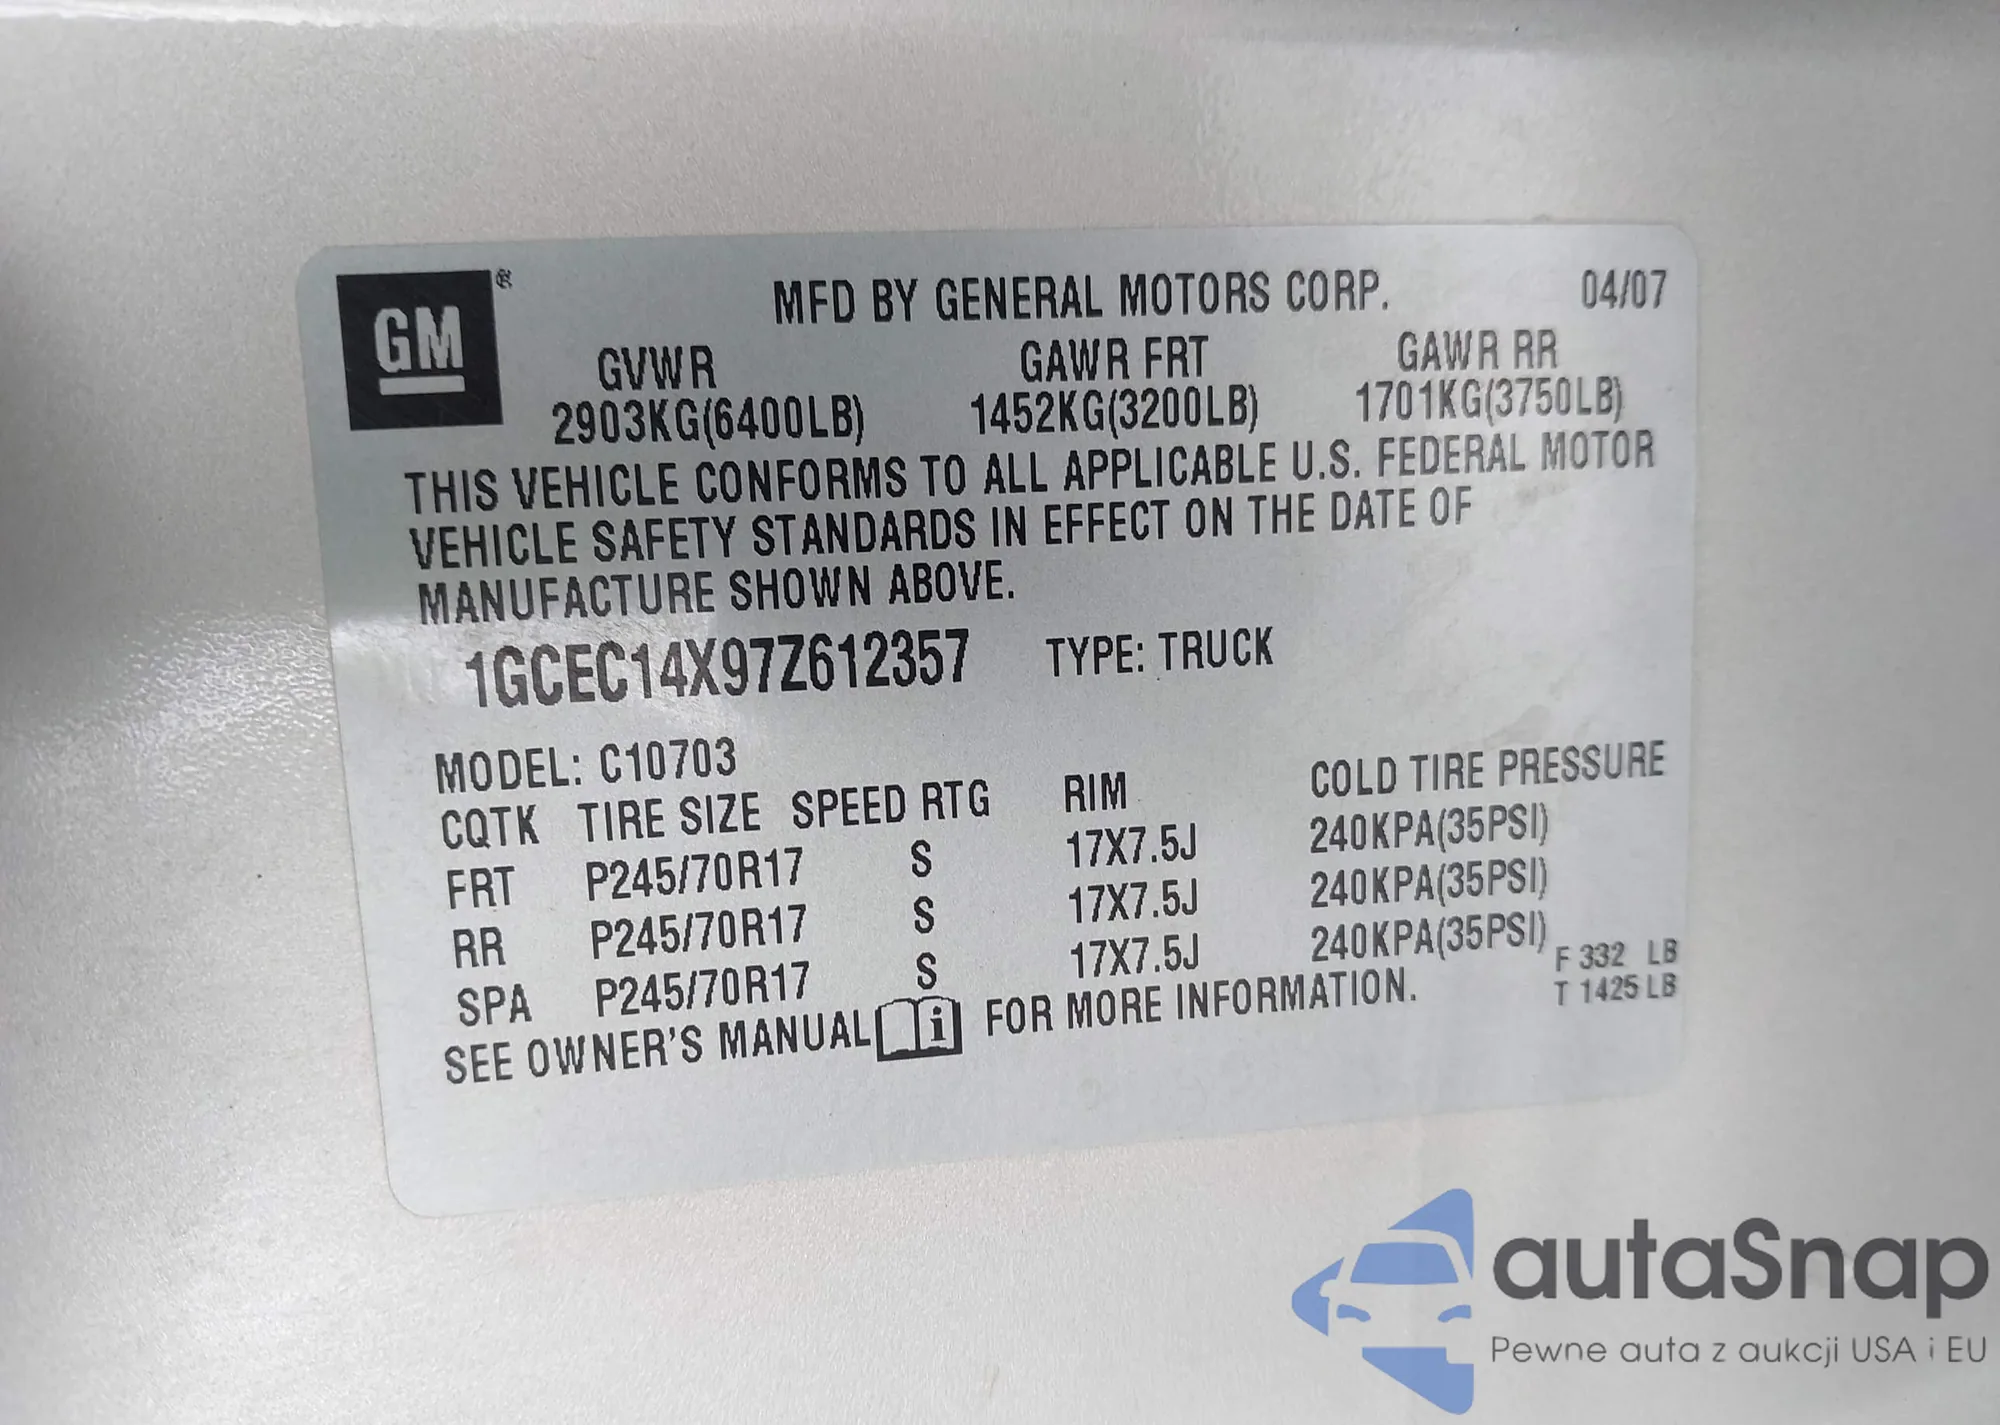 GM ®
MFD BY GENERAL MOTORS CORP. 04/07
GVWR GAWR FRT GAWR RR
2903KG(6400LB) 1452KG(3200LB) 1701KG(3750LB)
THIS VEHICLE CONFORMS TO ALL APPLICABLE U.S. FEDERAL MOTOR
VEHICLE SAFETY STANDARDS IN EFFECT ON THE DATE OF
MANUFACTURE SHOWN ABOVE.
1GCEC14X97Z612357 TYPE: TRUCK
MODEL: C10703
CQTK TIRE SIZE SPEED RTG RIM COLD TIRE PRESSURE
FRT P245/70R17 S 17X7.5J 240KPA(35PSI)
RR P245/70R17 S 17X7.5J 240KPA(35PSI)
SPA P245/70R17 S 17X7.5J 240KPA(35PSI)
F 332 LB
T 1425 LB
SEE OWNER'S MANUAL i FOR MORE INFORMATION.
autaSnap
Pewne auta z aukcji USA i EU